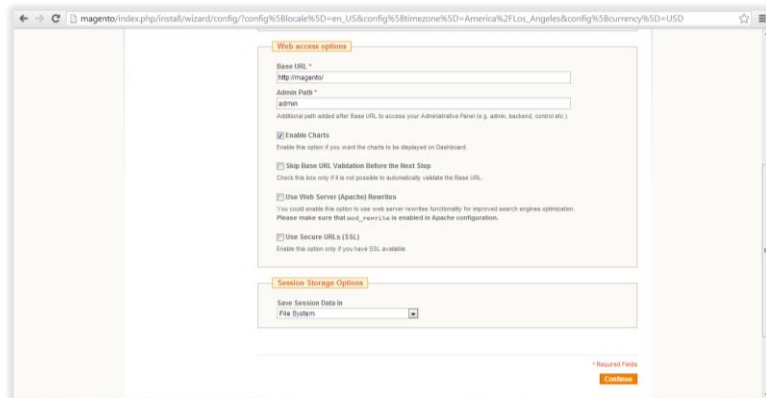 magento/index.php/install/wizard/config/?config%5Blocale%5D=en_US&config%5Btimezone%5D=America%2FLos_Angeles&config%5Bcurrency%5D=USD
Web access options
Base URL *
http://magento/
Admin Path *
admin
Additional path added after Base URL to access your Administrative Panel (e.g. admin, backend, control etc.).
Enable Charts
Enable this option if you want the charts to be displayed on Dashboard.
Skip Base URL Validation Before the Next Step
Check this box only if it is not possible to automatically validate the Base URL.
Use Web Server (Apache) Rewrites
You could enable this option to use web server rewrites functionality for improved search engines optimization.
Please make sure that mod_rewrite is enabled in Apache configuration.
Use Secure URLs (SSL)
Enable this option only if you have SSL available.
Session Storage Options
Save Session Data In
File System
* Required Fields
Continue